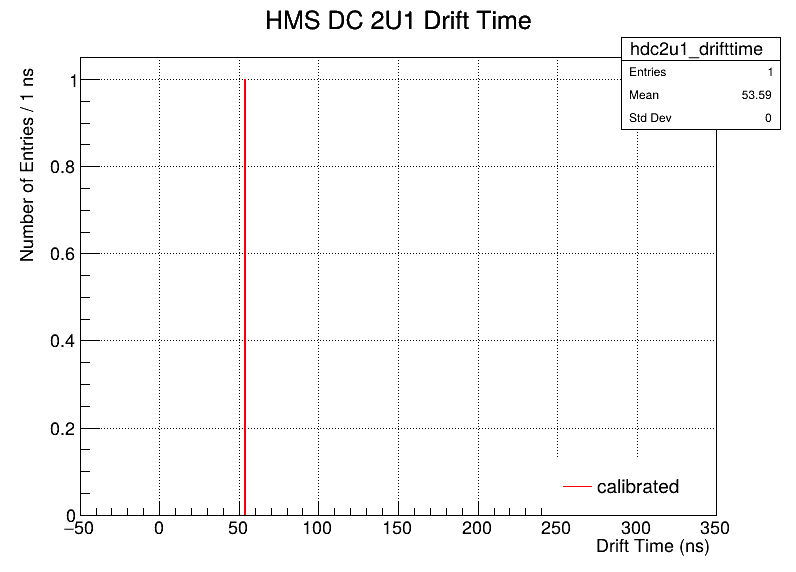 HMS DC 2U1 Drift Time
hdc2u1_drifttime
Entries 1
Mean 53.59
Std Dev 0
Number of Entries / 1 ns
1
0.8
0.6
0.4
0.2
0
−50 0 50 100 150 200 250 300 350
Drift Time (ns)
calibrated